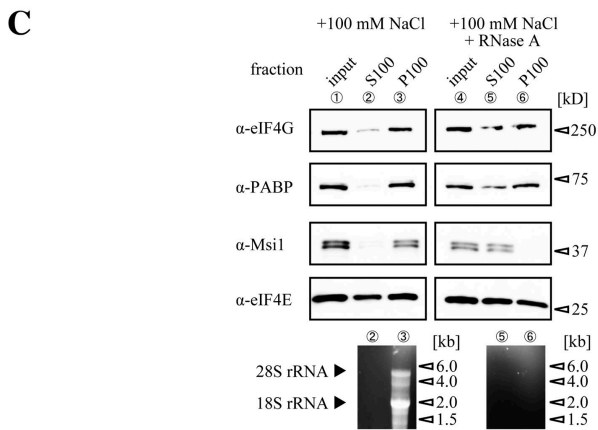 C
+100 mM NaCl +100 mM NaCl
+ RNase A
fraction input S100 P100 input S100 P100
① ② ③ ④ ⑤ ⑥ [kD]
α-eIF4G 250
α-PABP 75
α-Msi1 37
α-eIF4E 25
② ③ [kb] ⑤ ⑥ [kb]
28S rRNA 6.0 6.0
4.0 4.0
18S rRNA 2.0 2.0
1.5 1.5